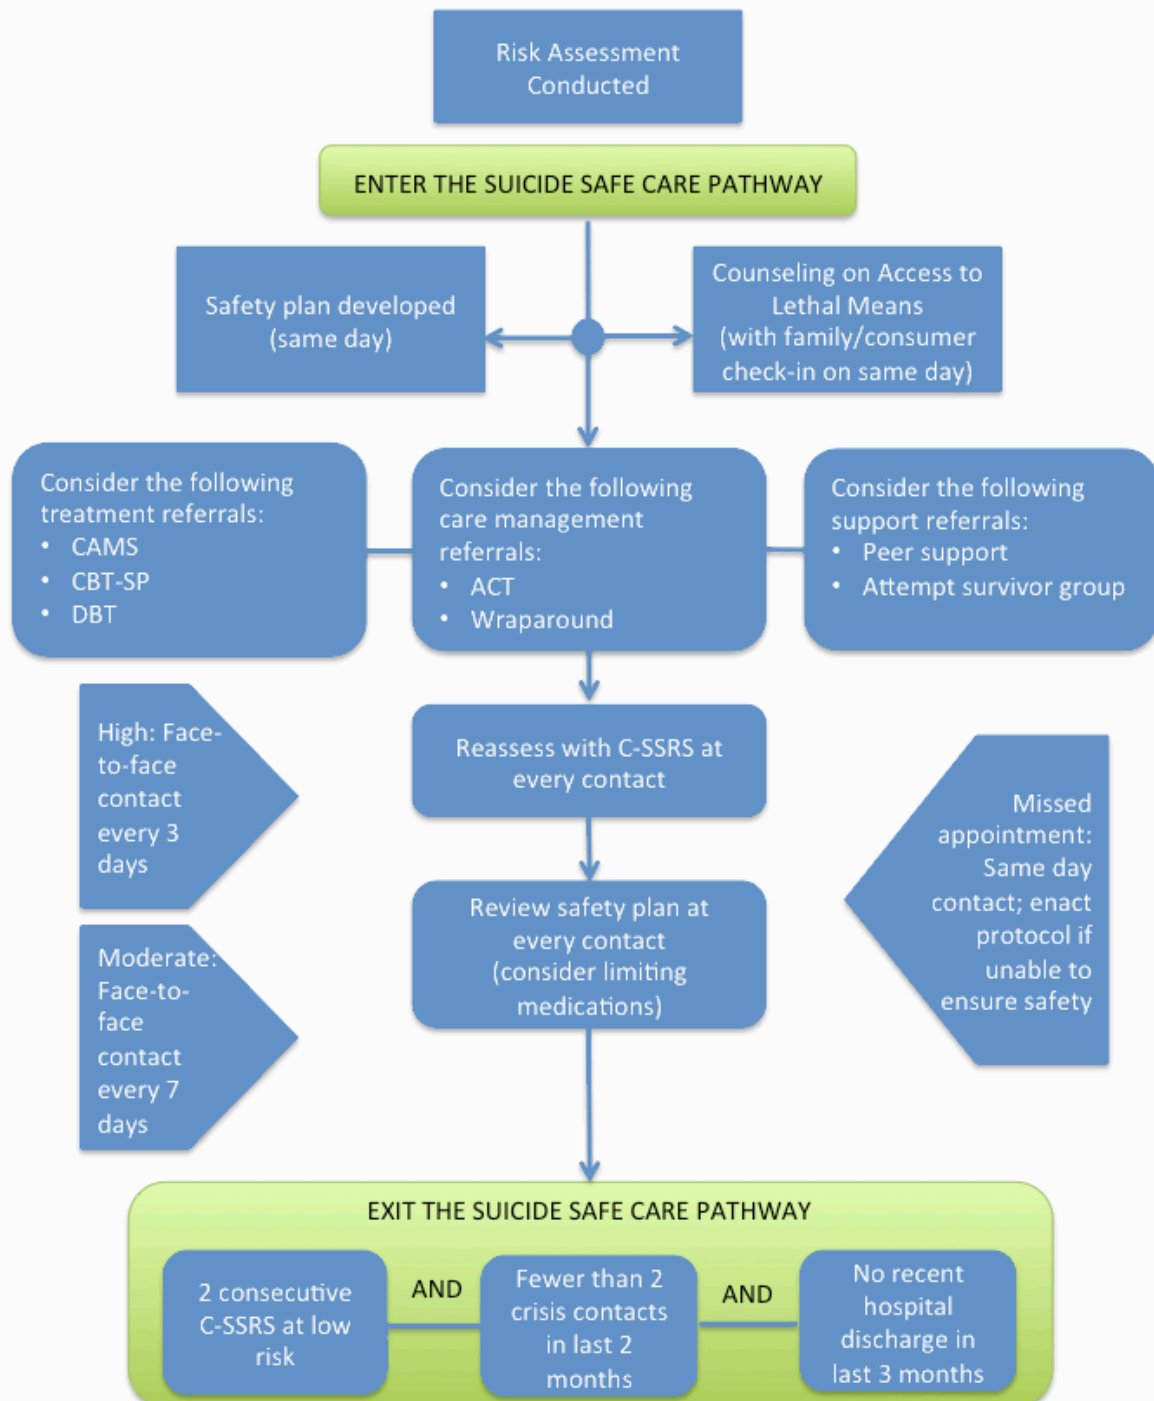 Risk Assessment
Conducted
ENTER THE SUICIDE SAFE CARE PATHWAY
Safety plan developed
(same day)
Counseling on Access to
Lethal Means
(with family/consumer
check-in on same day)
Consider the following
treatment referrals:
• CAMS
• CBT-SP
• DBT
Consider the following
care management
referrals:
• ACT
• Wraparound
Consider the following
support referrals:
• Peer support
• Attempt survivor group
High: Face-
to-face
contact
every 3
days
Reassess with C-SSRS at
every contact
Missed
appointment:
Same day
contact; enact
protocol if
unable to
ensure safety
Moderate:
Face-to-
face
contact
every 7
days
Review safety plan at
every contact
(consider limiting
medications)
EXIT THE SUICIDE SAFE CARE PATHWAY
2 consecutive
C-SSRS at low
risk
AND
Fewer than 2
crisis contacts
in last 2
months
AND
No recent
hospital
discharge in
last 3 months